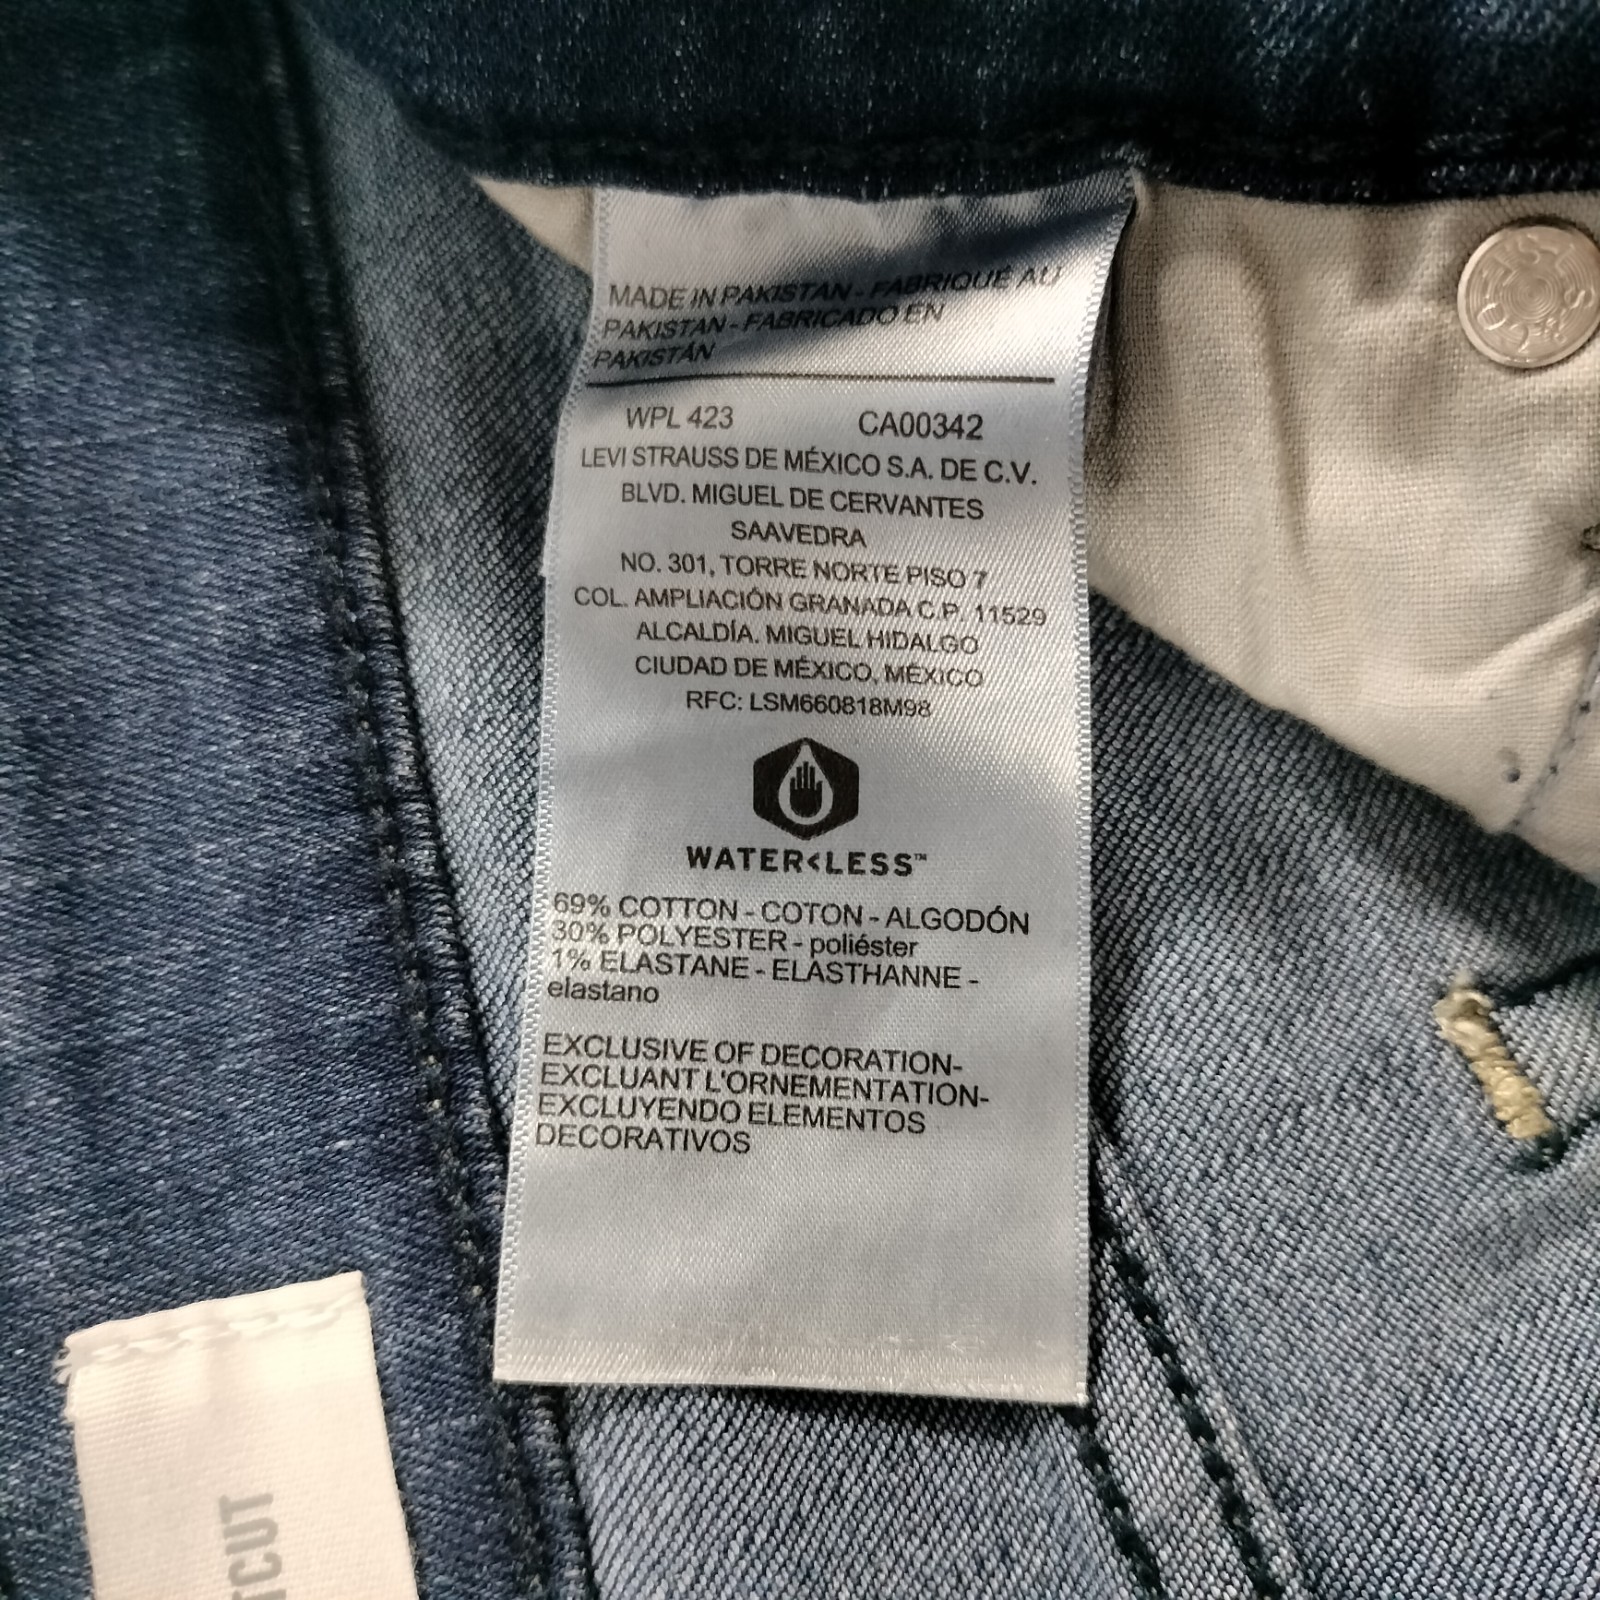 MADE IN PAKISTAN - FABRIQUÉ AU
PAKISTAN - FABRICADO EN
PAKISTÁN
WPL 423 CA00342
LEVI STRAUSS DE MÉXICO S.A. DE C.V.
BLVD. MIGUEL DE CERVANTES
SAAVEDRA
NO. 301, TORRE NORTE PISO 7
COL. AMPLIACIÓN GRANADA C.P. 11529
ALCALDÍA. MIGUEL HIDALGO
CIUDAD DE MÉXICO, MÉXICO
RFC: LSM660818M98
WATER<LESS™
69% COTTON - COTON - ALGODÓN
30% POLYESTER - poliéster
1% ELASTANE - ELASTHANNE -
elastano
EXCLUSIVE OF DECORATION-
EXCLUANT L'ORNEMENTATION-
EXCLUYENDO ELEMENTOS
DECORATIVOS
TCUT